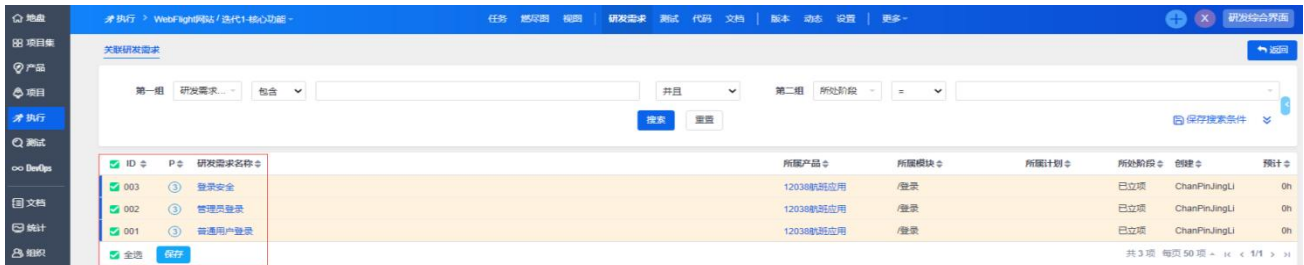 地盘
项目集
产品
项目
执行
测试
DevOps
文档
统计
组织
执行 > WebFlight网站 / 迭代1-核心功能
任务 燃尽图 视图 | 研发需求 测试 代码 文档 | 版本 动态 设置 | 更多
X 研发综合界面
关联研发需求 返回
第一组 研发需求... 包含 并且 第二组 所处阶段 =
搜索 重置 保存搜索条件
ID P 研发需求名称 所属产品 所属模块 所属计划 所处阶段 创建 预计
003 3 登录安全 12038航班应用 /登录 已立项 ChanPinJingLi 0h
002 3 管理员登录 12038航班应用 /登录 已立项 ChanPinJingLi 0h
001 3 普通用户登录 12038航班应用 /登录 已立项 ChanPinJingLi 0h
全选 保存 共 3 项 每页 50 项 1/1